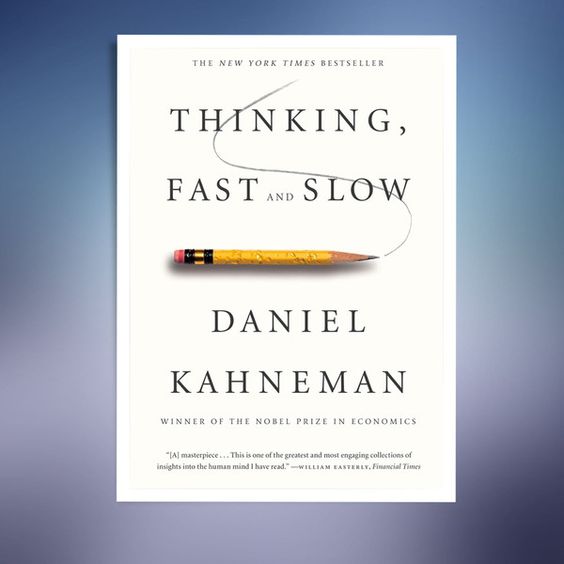 THE NEW YORK TIMES BESTSELLER
THINKING,
FAST AND SLOW
DANIEL
KAHNEMAN
WINNER OF THE NOBEL PRIZE IN ECONOMICS
“[A] masterpiece . . . This is one of the greatest and most engaging collections of
insights into the human mind I have read.” —WILLIAM EASTERLY, Financial Times